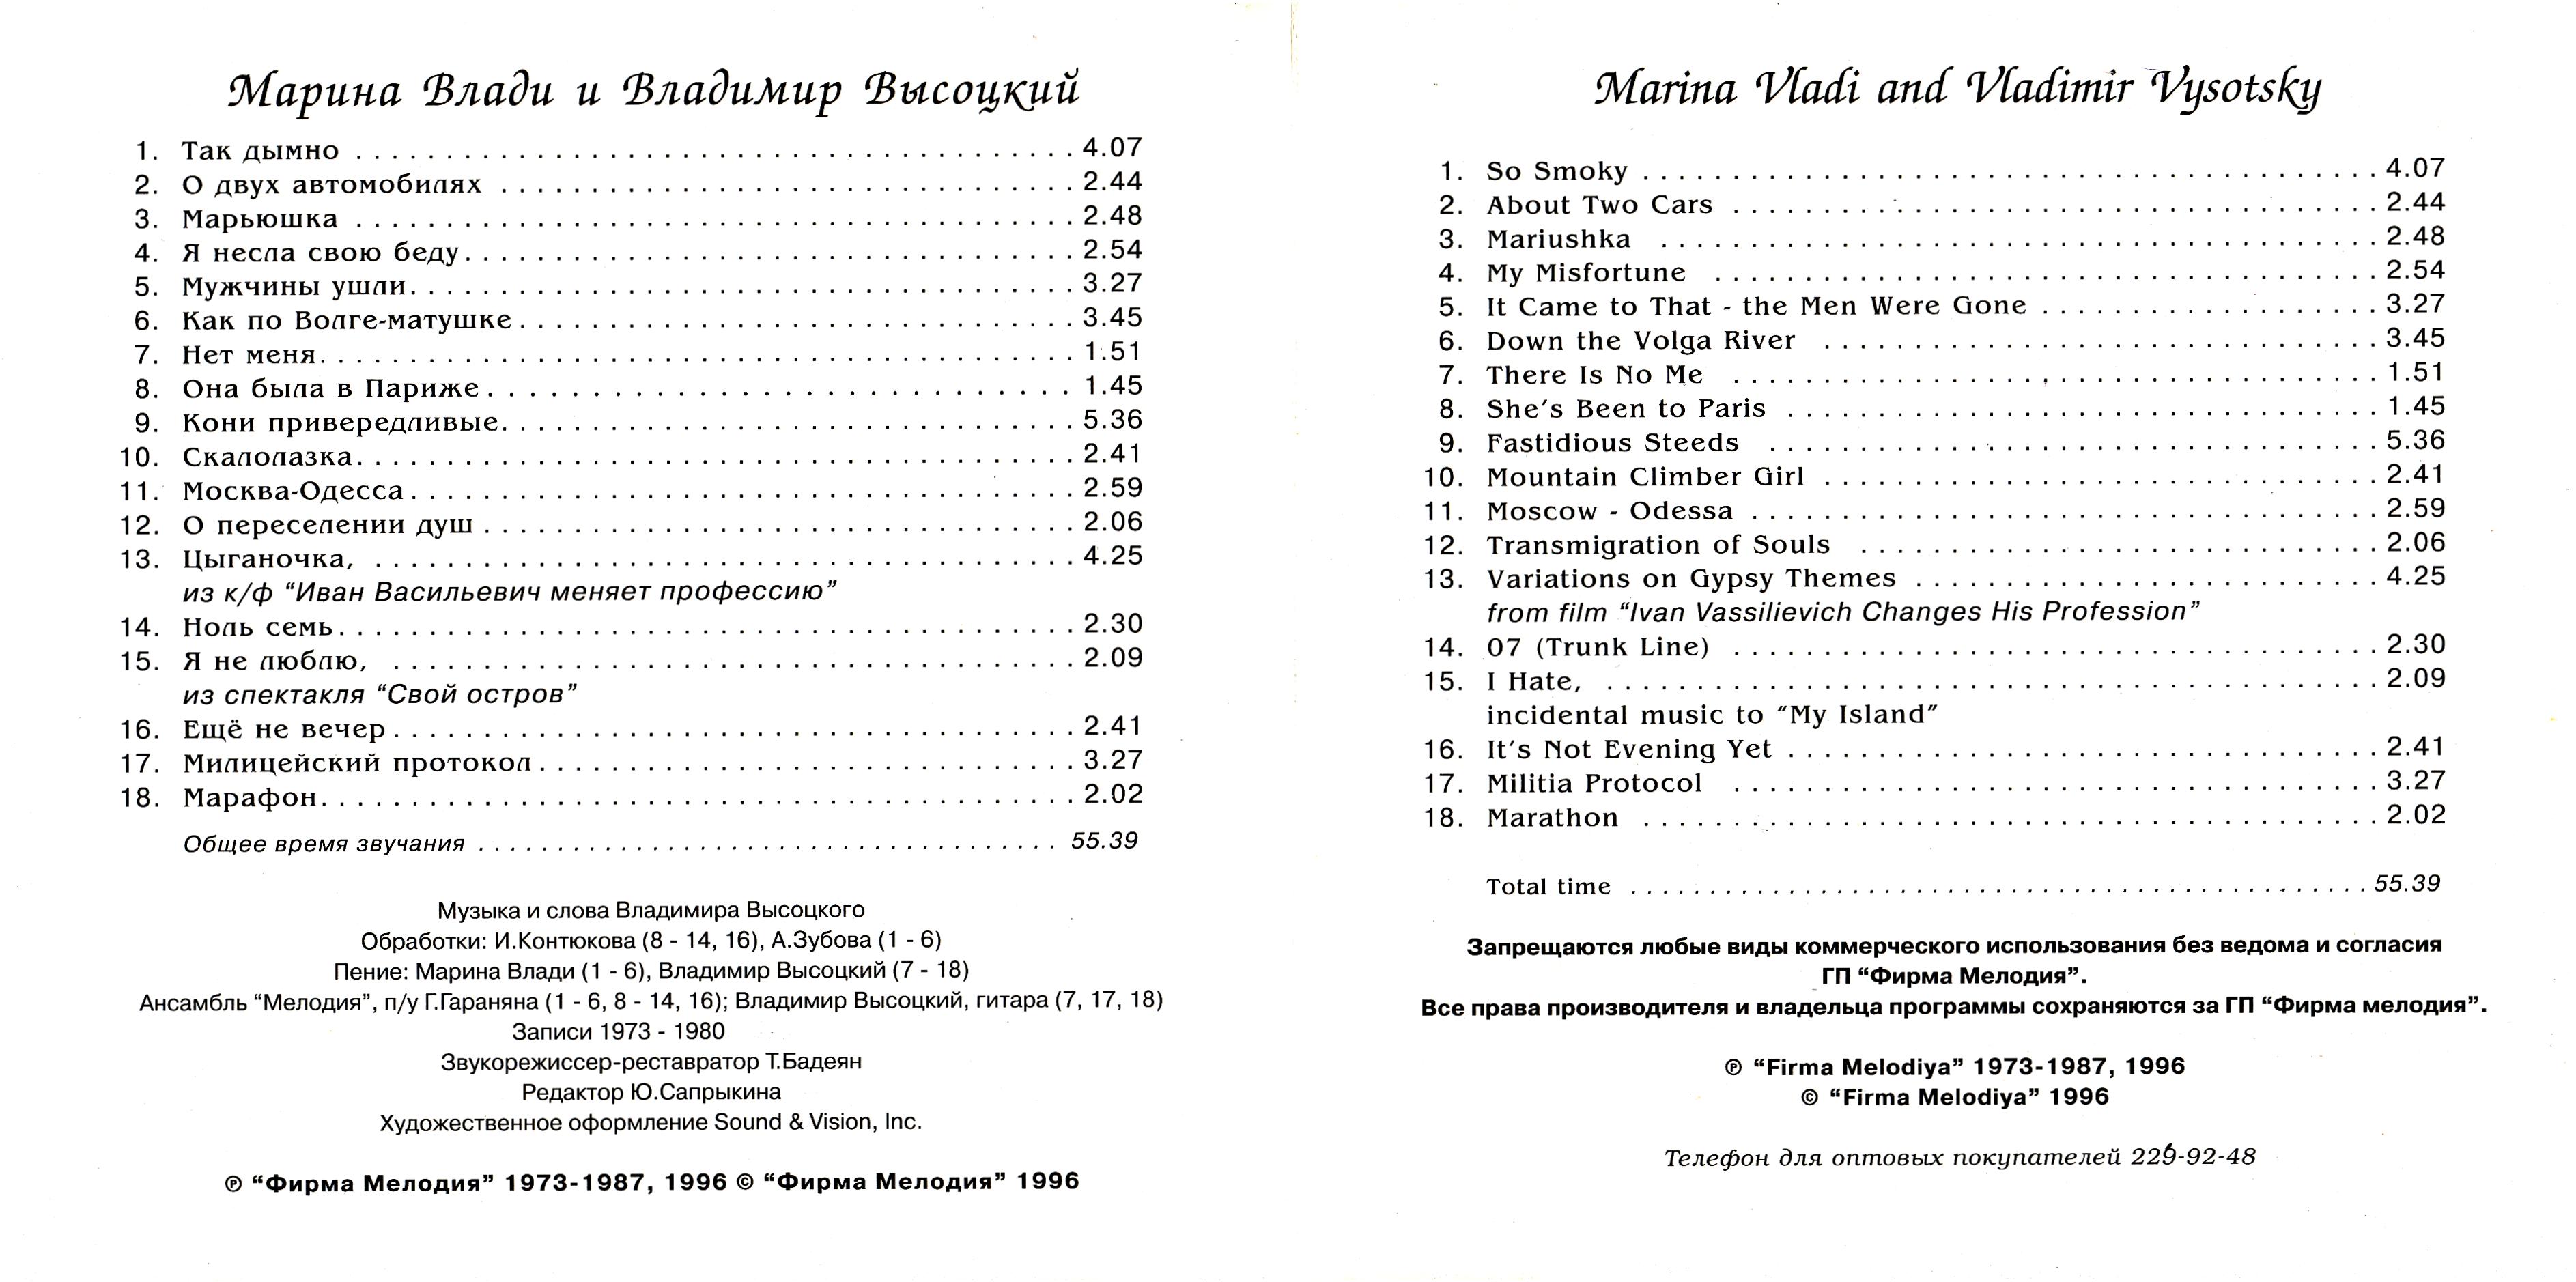 Марина Влади и Владимир Высоцкий
1. Так дымно 4.07
2. О двух автомобилях 2.44
3. Марьюшка 2.48
4. Я несла свою беду 2.54
5. Мужчины ушли 3.27
6. Как по Волге-матушке 3.45
7. Нет меня 1.51
8. Она была в Париже 1.45
9. Кони привередливые 5.36
10. Скалолазка 2.41
11. Москва-Одесса 2.59
12. О переселении душ 2.06
13. Цыганочка, 4.25
из к/ф “Иван Васильевич меняет профессию”
14. Ноль семь 2.30
15. Я не люблю, 2.09
из спектакля “Свой остров”
16. Ещё не вечер 2.41
17. Милицейский протокол 3.27
18. Марафон 2.02
Общее время звучания 55.39
Музыка и слова Владимира Высоцкого
Обработки: И.Контюкова (8 - 14, 16), А.Зубова (1 - 6)
Пение: Марина Влади (1 - 6), Владимир Высоцкий (7 - 18)
Ансамбль “Мелодия”, п/у Г.Гараняна (1 - 6, 8 - 14, 16); Владимир Высоцкий, гитара (7, 17, 18)
Записи 1973 - 1980
Звукорежиссер-реставратор Т.Бадеян
Редактор Ю.Сапрыкина
Художественное оформление Sound & Vision, Inc.
℗ “Фирма Мелодия” 1973-1987, 1996 © “Фирма Мелодия” 1996
Marina Vladi and Vladimir Vysotsky
1. So Smoky 4.07
2. About Two Cars 2.44
3. Mariushka 2.48
4. My Misfortune 2.54
5. It Came to That - the Men Were Gone 3.27
6. Down the Volga River 3.45
7. There Is No Me 1.51
8. She's Been to Paris 1.45
9. Fastidious Steeds 5.36
10. Mountain Climber Girl 2.41
11. Moscow - Odessa 2.59
12. Transmigration of Souls 2.06
13. Variations on Gypsy Themes 4.25
from film “Ivan Vassilievich Changes His Profession”
14. 07 (Trunk Line) 2.30
15. I Hate, 2.09
incidental music to “My Island”
16. It's Not Evening Yet 2.41
17. Militia Protocol 3.27
18. Marathon 2.02
Total time 55.39
Запрещаются любые виды коммерческого использования без ведома и согласия
ГП “Фирма Мелодия”.
Все права производителя и владельца программы сохраняются за ГП “Фирма мелодия”.
℗ “Firma Melodiya” 1973-1987, 1996
© “Firma Melodiya” 1996
Телефон для оптовых покупателей